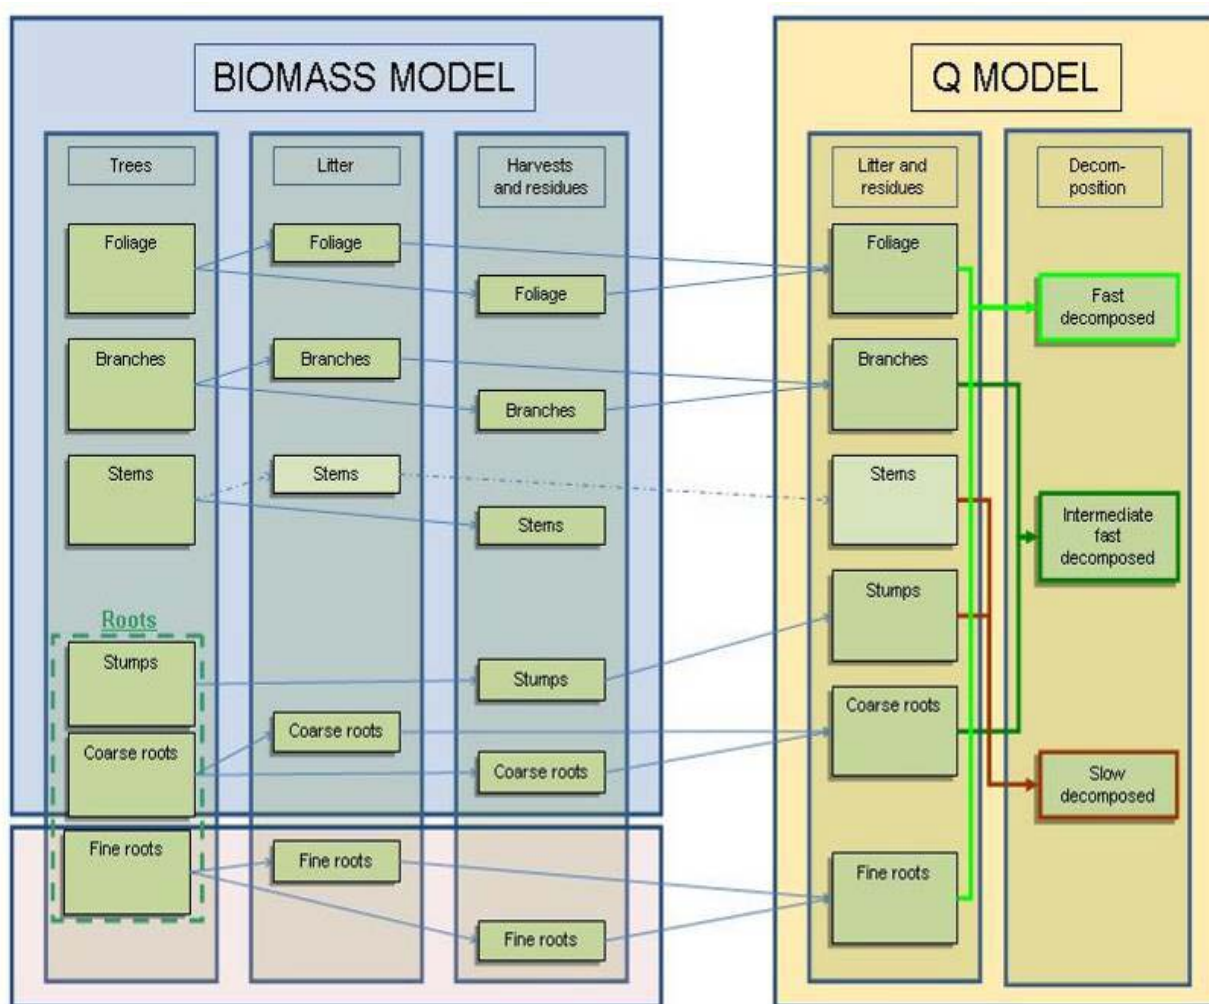 BIOMASS MODEL
Trees
Foliage
Branches
Stems
Roots
Stumps
Coarse roots
Fine roots
Litter
Foliage
Branches
Stems
Coarse roots
Fine roots
Harvests
and residues
Foliage
Branches
Stems
Stumps
Coarse roots
Fine roots
Q MODEL
Litter and
residues
Foliage
Branches
Stems
Stumps
Coarse roots
Fine roots
Decom-
position
Fast
decomposed
Intermediate
fast
decomposed
Slow
decomposed